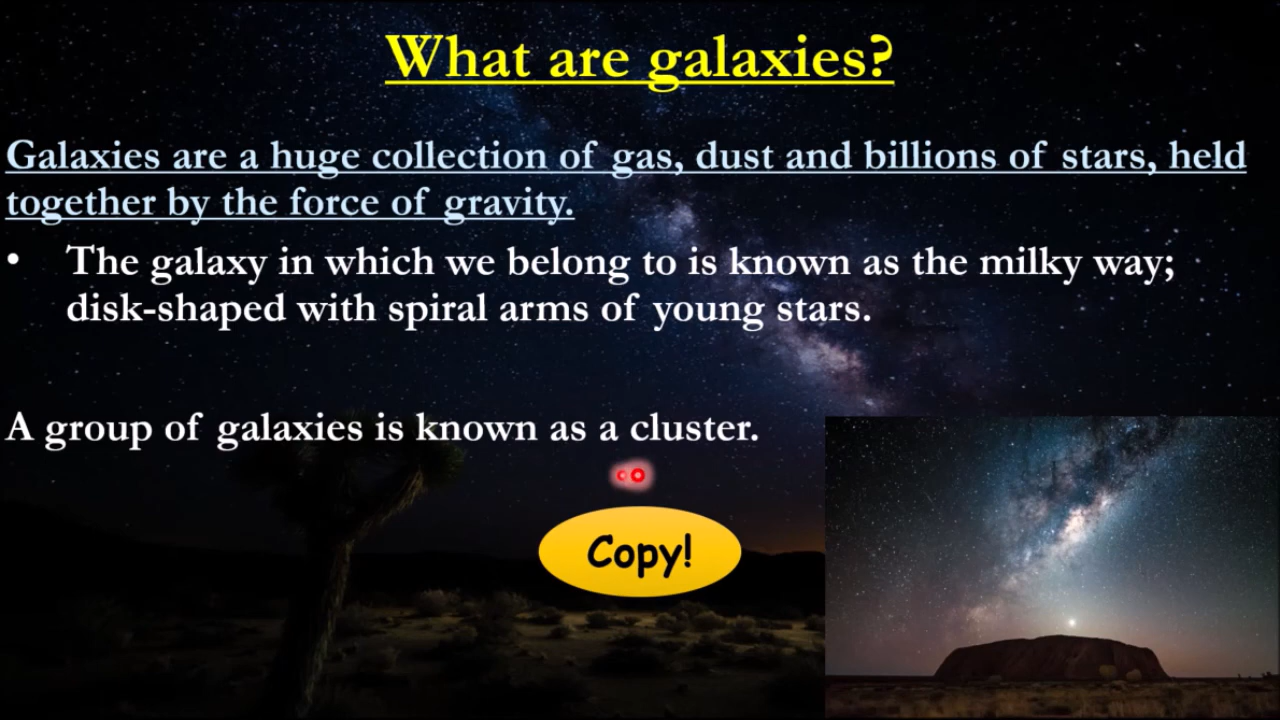 What are galaxies?
Galaxies are a huge collection of gas, dust and billions of stars, held
together by the force of gravity.
• The galaxy in which we belong to is known as the milky way;
disk-shaped with spiral arms of young stars.
A group of galaxies is known as a cluster.
Copy!